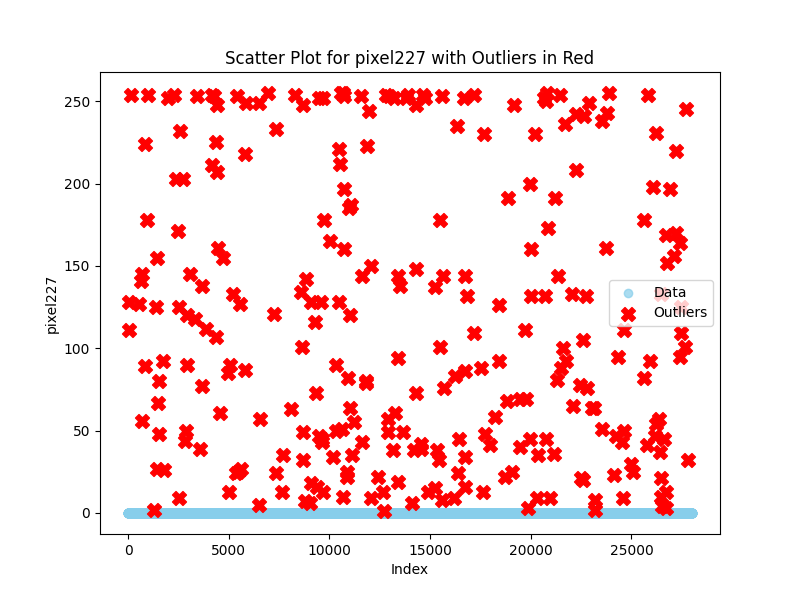 Scatter Plot for pixel227 with Outliers in Red
250
200
150
100
50
0
pixel227
Data
Outliers
0 5000 10000 15000 20000 25000
Index